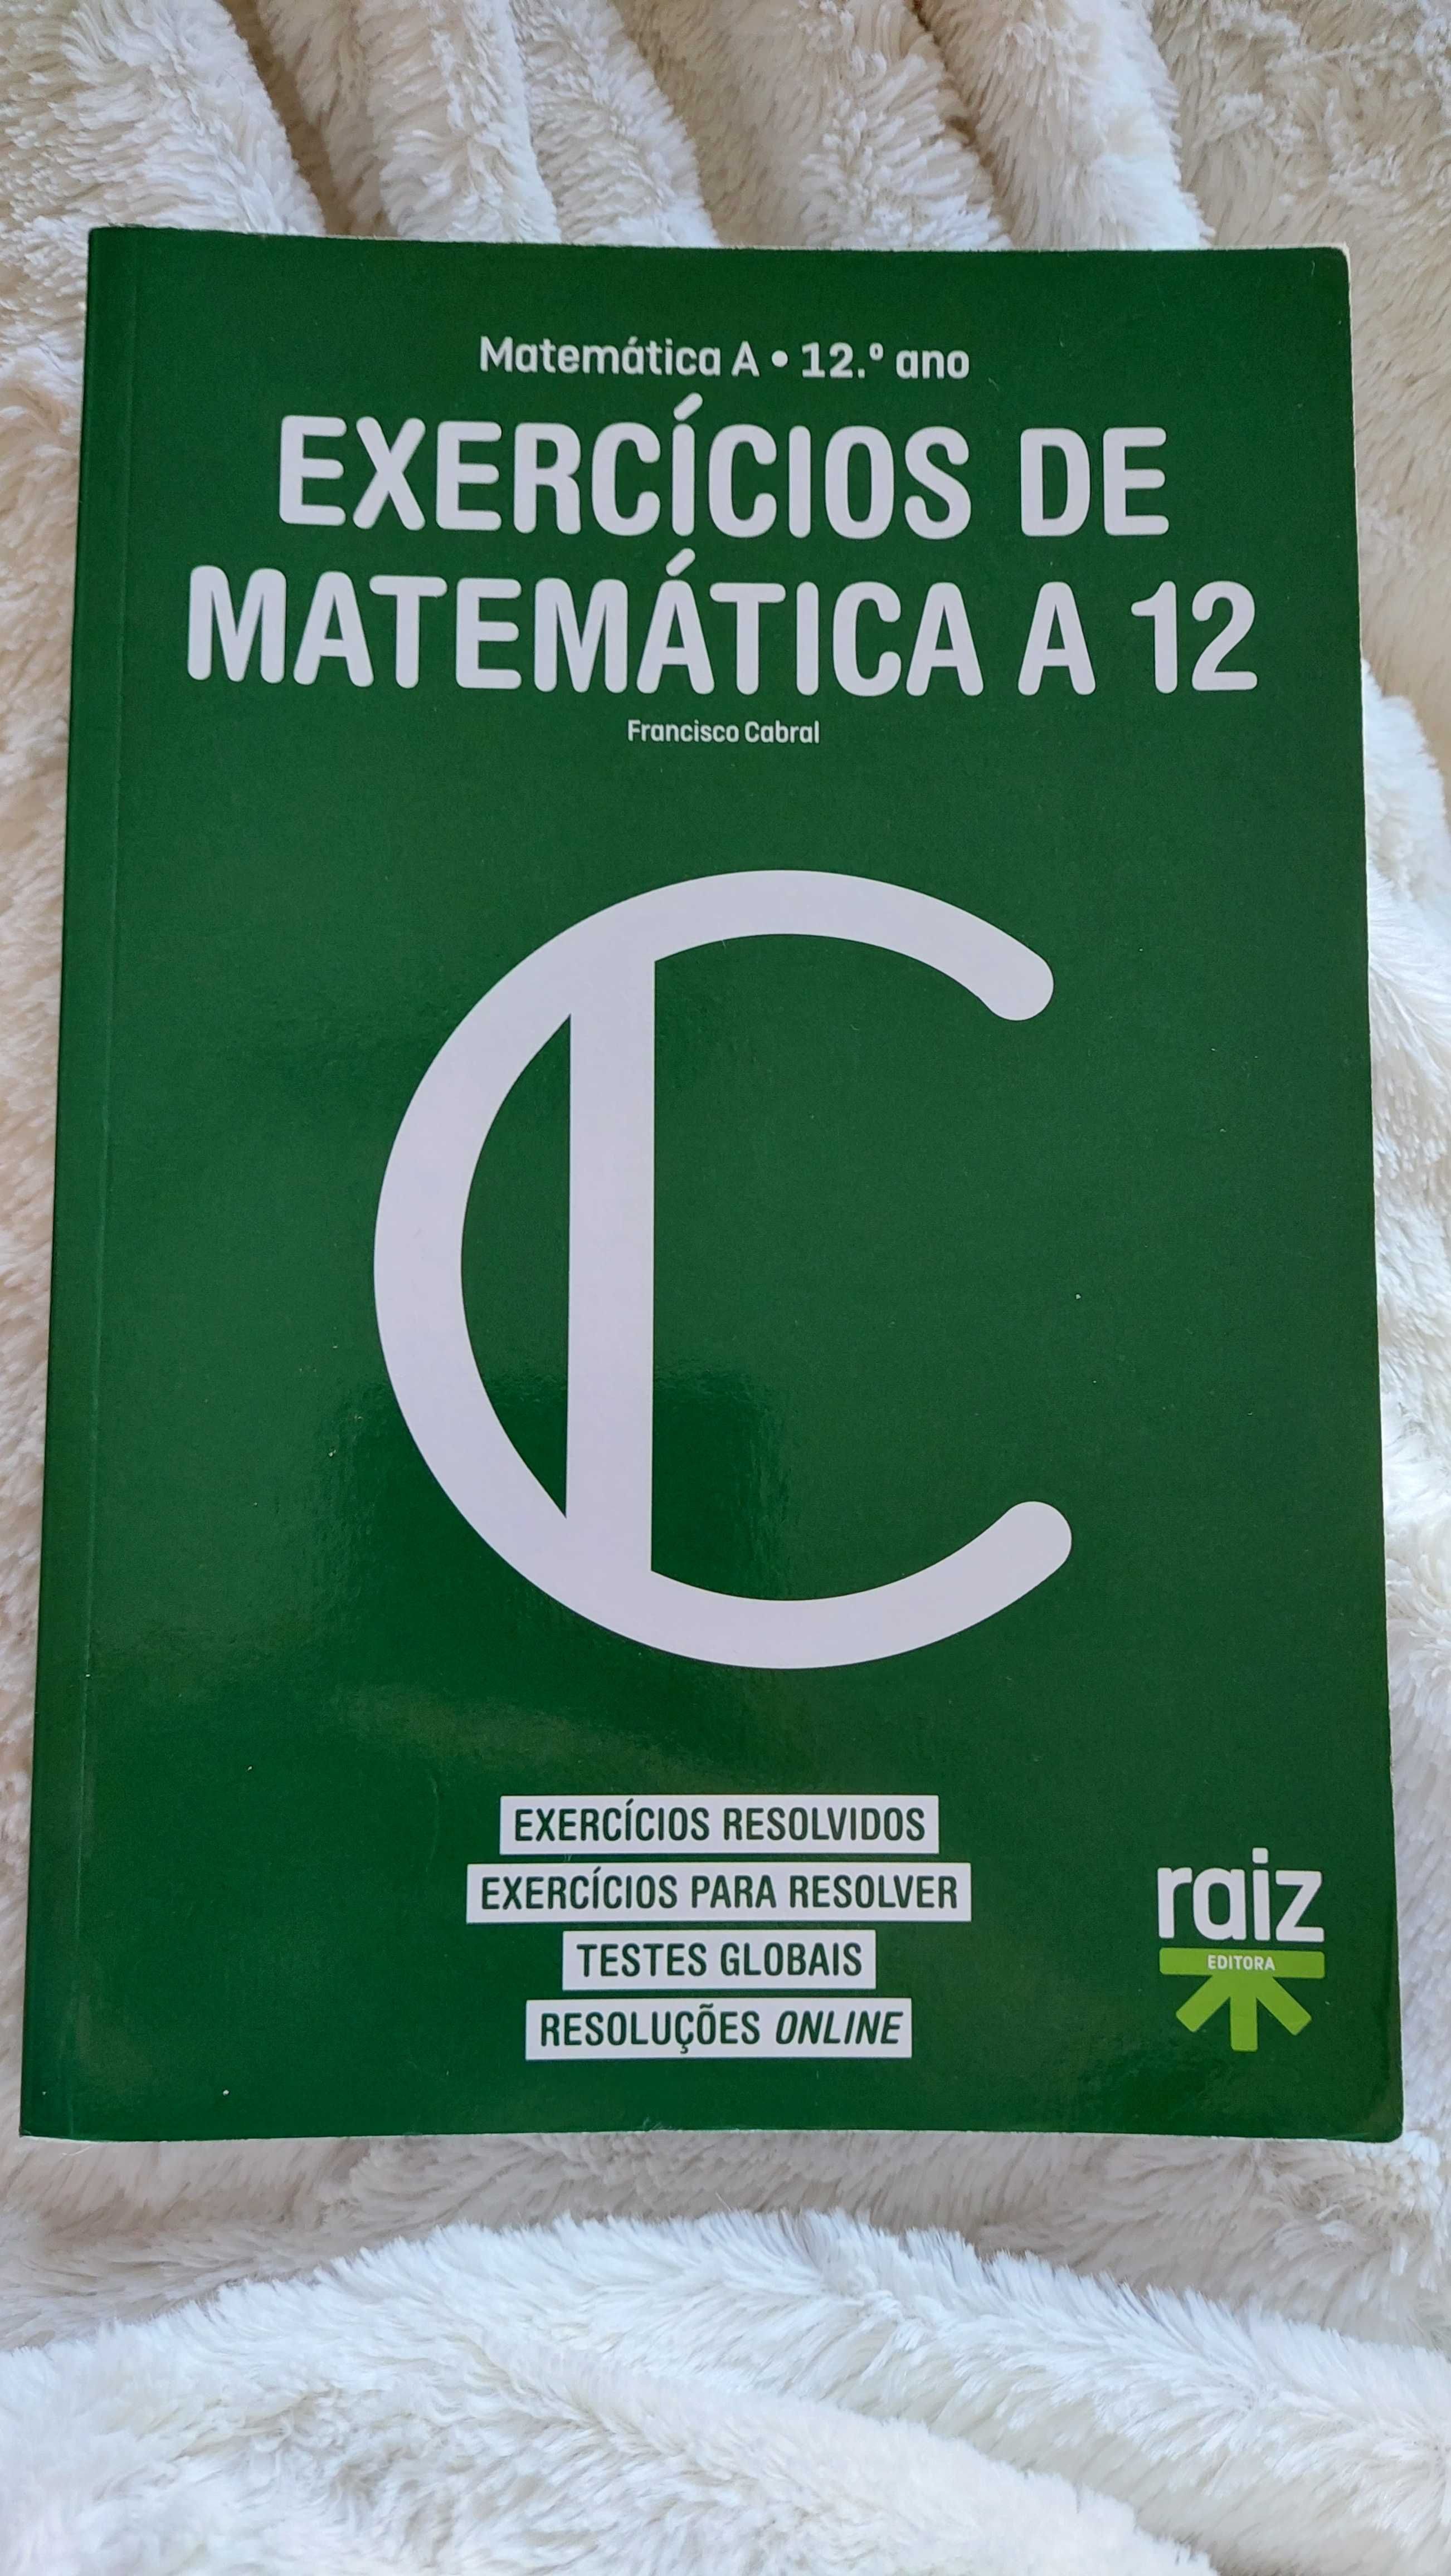 Matemática A • 12.º ano
EXERCÍCIOS DE
MATEMÁTICA A 12
Francisco Cabral
ℂ
EXERCÍCIOS RESOLVIDOS
EXERCÍCIOS PARA RESOLVER
TESTES GLOBAIS
RESOLUÇÕES ONLINE
raiz
EDITORA